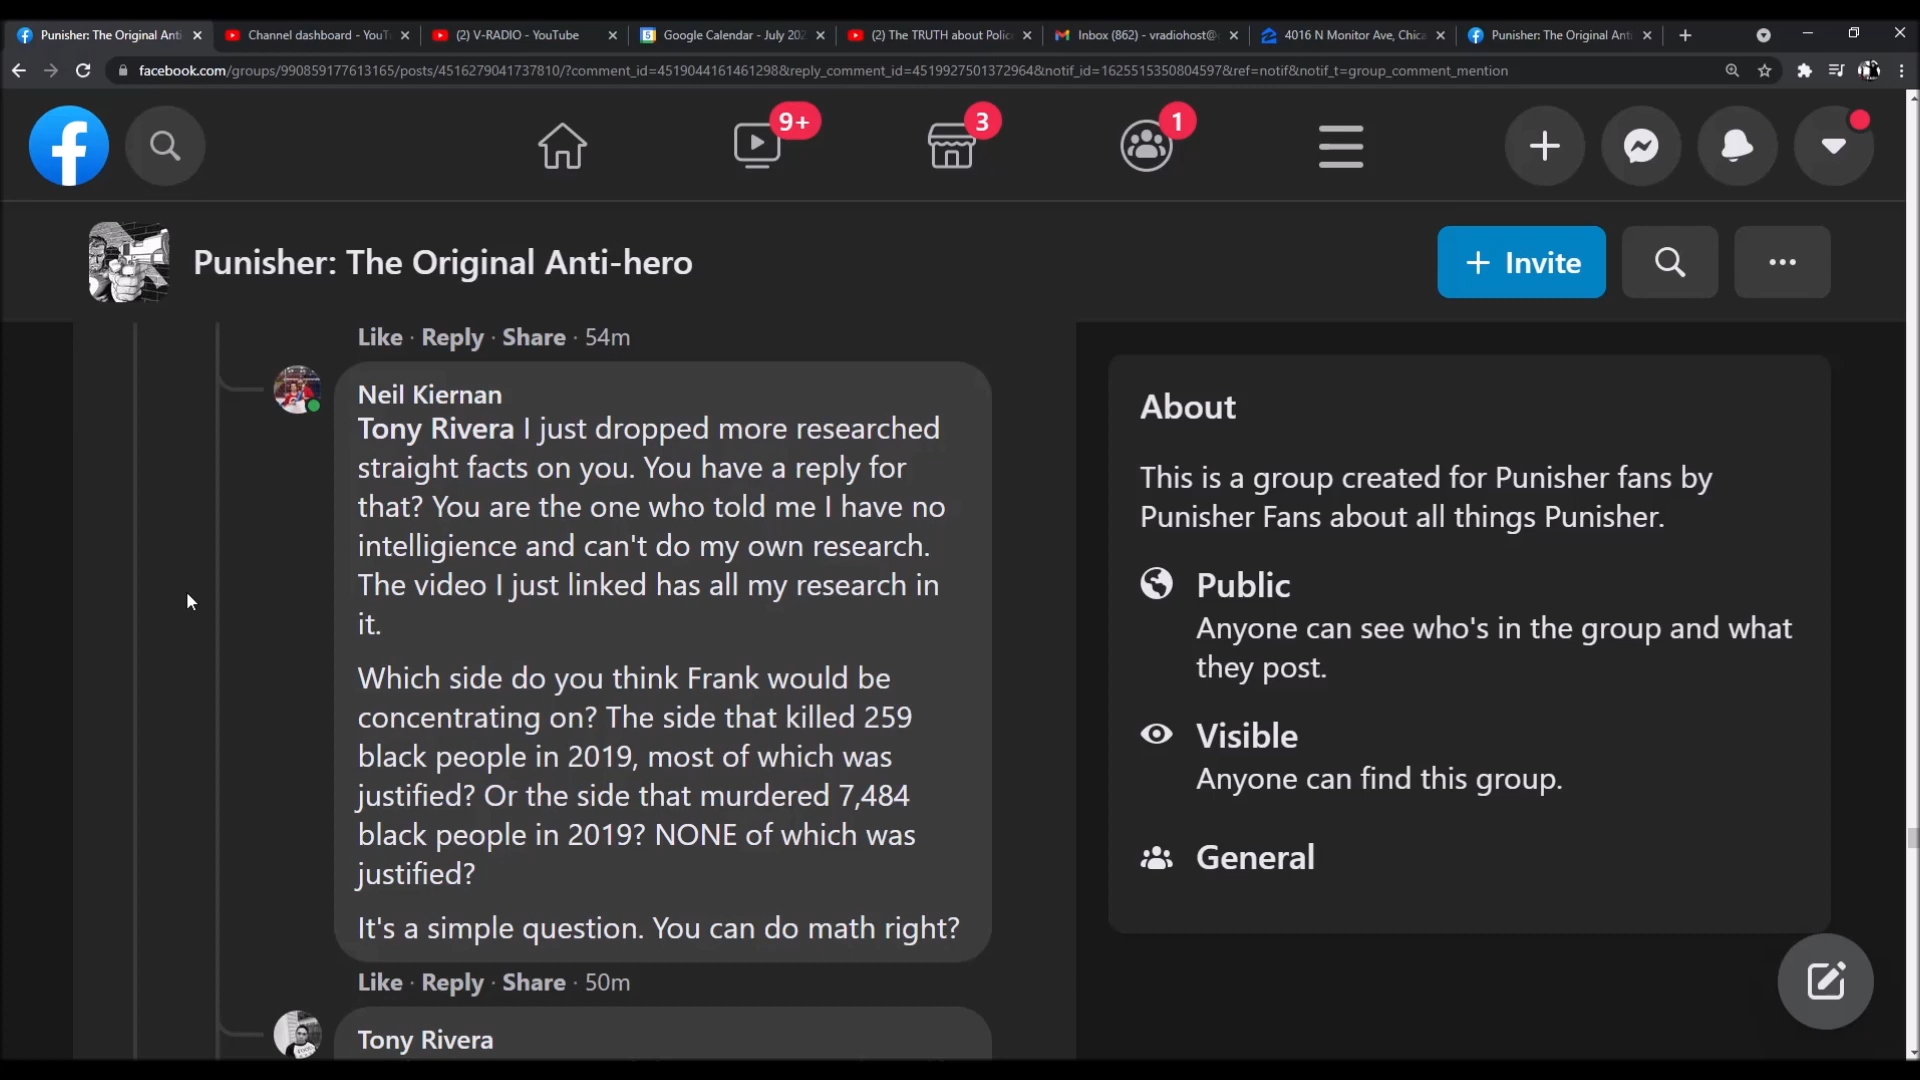 Punisher: The Original Anti
Channel dashboard - YouT
(2) V-RADIO - YouTube
Google Calendar - July 202
(2) The TRUTH about Polic
Inbox (862) - vradiohost@
4016 N Monitor Ave, Chica
Punisher: The Original Ant
facebook.com/groups/990859177613165/posts/4516279041737810/?comment_id=4519044161461298&reply_comment_id=4519927501372964&notif_id=1625515350804597&ref=notif&notif_t=group_comment_mention
9+
3
1
Punisher: The Original Anti-hero
+ Invite
Like · Reply · Share · 54m
Neil Kiernan
Tony Rivera I just dropped more researched
straight facts on you. You have a reply for
that? You are the one who told me I have no
intelligience and can't do my own research.
The video I just linked has all my research in
it.
Which side do you think Frank would be
concentrating on? The side that killed 259
black people in 2019, most of which was
justified? Or the side that murdered 7,484
black people in 2019? NONE of which was
justified?
It's a simple question. You can do math right?
Like · Reply · Share · 50m
Tony Rivera
About
This is a group created for Punisher fans by
Punisher Fans about all things Punisher.
Public
Anyone can see who's in the group and what
they post.
Visible
Anyone can find this group.
General